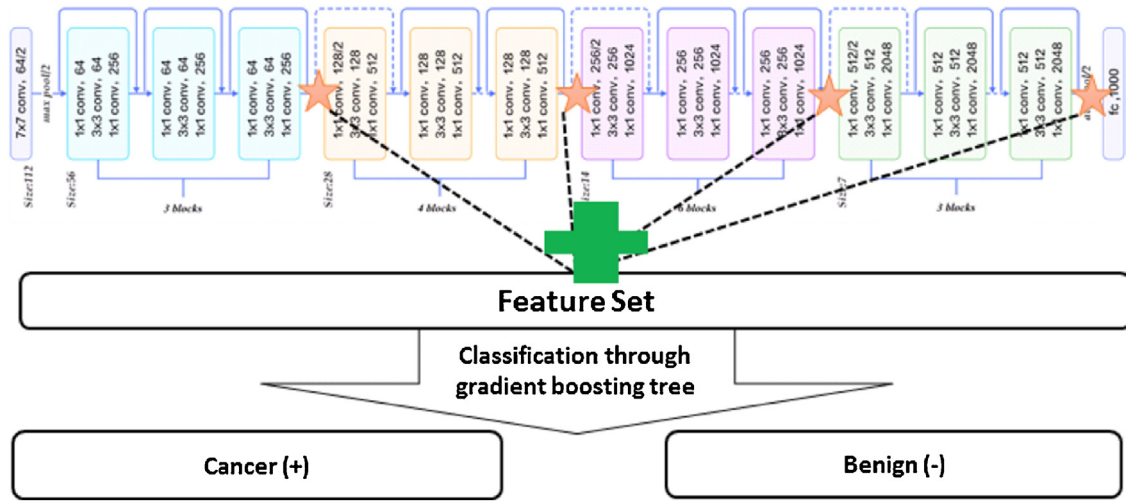 7x7 conv, 64/2
max pool/2
1x1 conv, 64
3x3 conv, 64
1x1 conv, 256
1x1 conv, 64
3x3 conv, 64
1x1 conv, 256
1x1 conv, 64
3x3 conv, 64
1x1 conv, 256
1x1 conv, 128/2
3x3 conv, 128
1x1 conv, 512
1x1 conv, 128
3x3 conv, 128
1x1 conv, 512
1x1 conv, 128
3x3 conv, 128
1x1 conv, 512
1x1 conv, 256/2
3x3 conv, 256
1x1 conv, 1024
1x1 conv, 256
3x3 conv, 256
1x1 conv, 1024
1x1 conv, 256
3x3 conv, 256
1x1 conv, 1024
1x1 conv, 512/2
3x3 conv, 512
1x1 conv, 2048
1x1 conv, 512
3x3 conv, 512
1x1 conv, 2048
1x1 conv, 512
3x3 conv, 512
1x1 conv, 2048
fc ,1000
Size:112
Size:56
3 blocks
Size:28
4 blocks
blocks
Size:7
3 blocks
Feature Set
Classification through
gradient boosting tree
Cancer (+)
Benign (-)